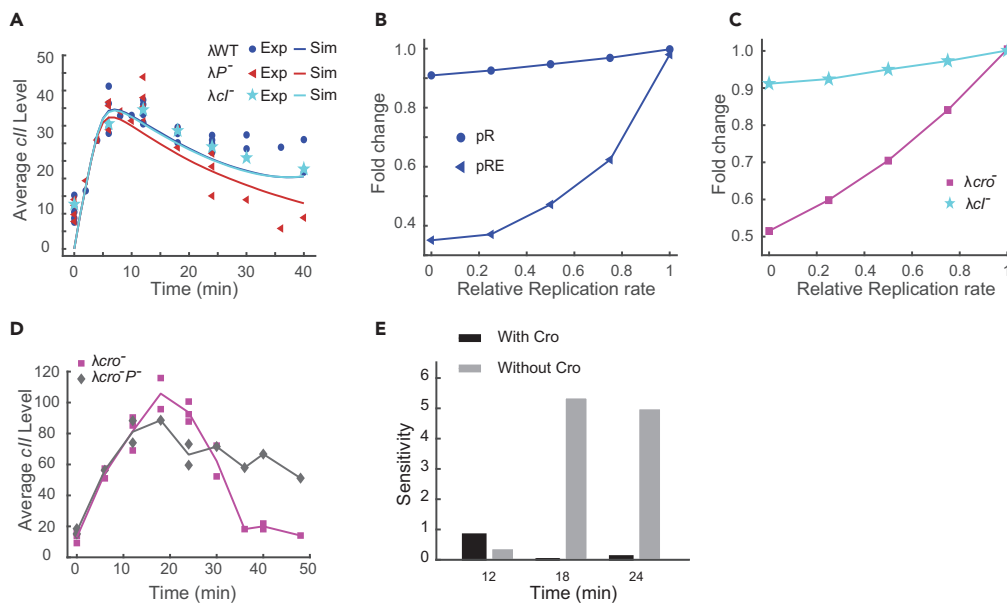 A
Average cII Level
50
40
30
20
10
0
0
10
20
30
40
Time (min)
λWT Exp Sim
λP⁻ Exp Sim
λcI⁻ Exp Sim
B
Fold change
1.0
0.8
0.6
0.4
0
0.2
0.4
0.6
0.8
1
Relative Replication rate
pR
pRE
C
Fold change
1.0
0.9
0.8
0.7
0.6
0.5
0
0.2
0.4
0.6
0.8
1
Relative Replication rate
λcro⁻
λcI⁻
D
λcro⁻
λcro⁻P⁻
Average cII Level
120
100
80
60
40
20
0
0
10
20
30
40
50
Time (min)
E
With Cro
Without Cro
Sensitivity
6
5
4
3
2
1
0
12
18
24
Time (min)